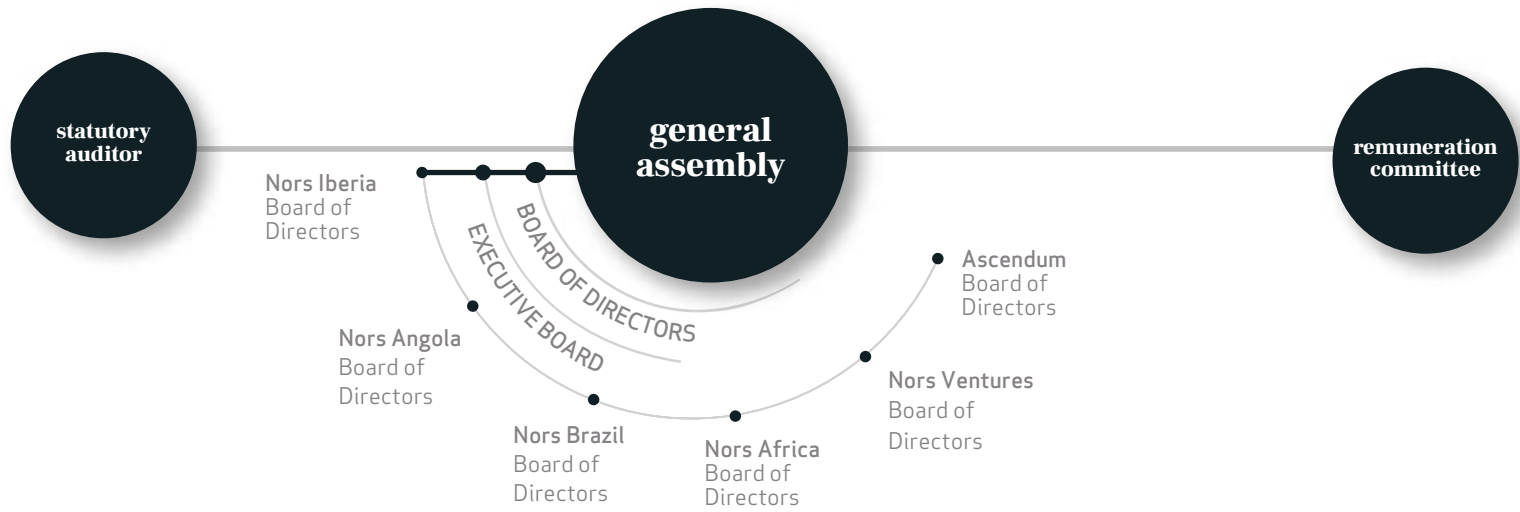 statutory
auditor
general
assembly
remuneration
committee
Nors Iberia
Board of
Directors
BOARD OF DIRECTORS
EXECUTIVE BOARD
Ascendum
Board of
Directors
Nors Angola
Board of
Directors
Nors Ventures
Board of
Directors
Nors Brazil
Board of
Directors
Nors Africa
Board of
Directors